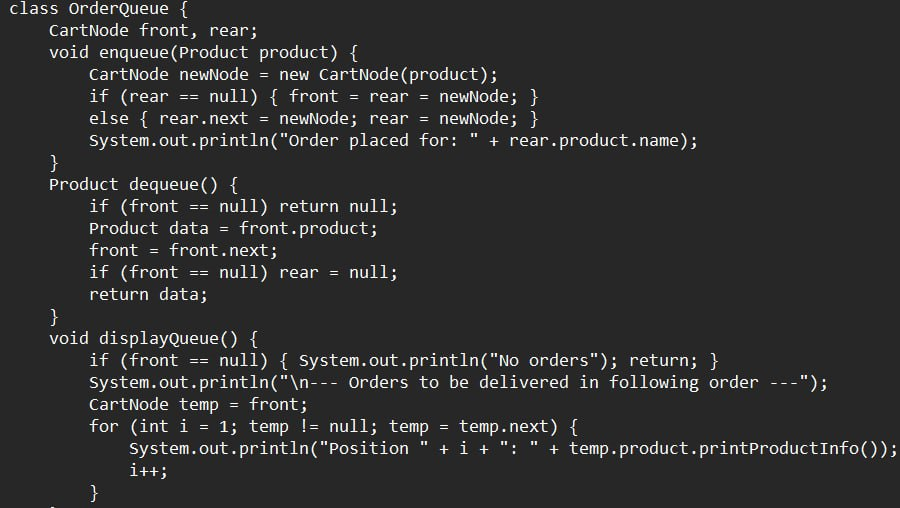 class OrderQueue {
    CartNode front, rear;
    void enqueue(Product product) {
        CartNode newNode = new CartNode(product);
        if (rear == null) { front = rear = newNode; }
        else { rear.next = newNode; rear = newNode; }
        System.out.println("Order placed for: " + rear.product.name);
    }
    Product dequeue() {
        if (front == null) return null;
        Product data = front.product;
        front = front.next;
        if (front == null) rear = null;
        return data;
    }
    void displayQueue() {
        if (front == null) { System.out.println("No orders"); return; }
        System.out.println("\n--- Orders to be delivered in following order ---");
        CartNode temp = front;
        for (int i = 1; temp != null; temp = temp.next) {
            System.out.println("Position " + i + ": " + temp.product.printProductInfo());
            i++;
        }